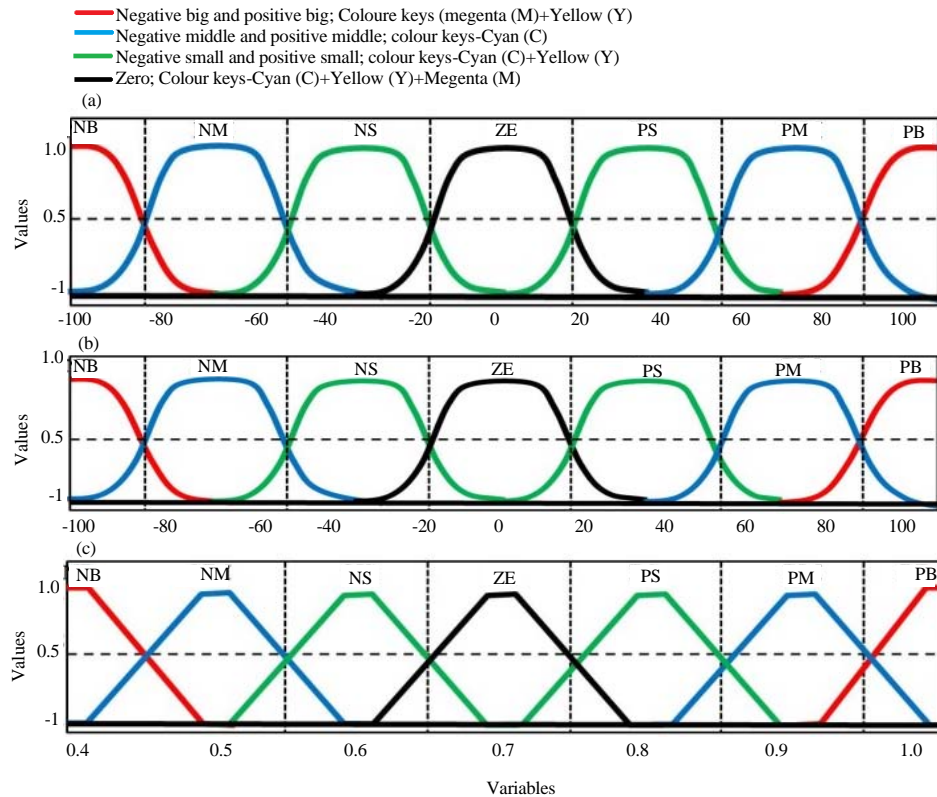 Negative big and positive big; Coloure keys (megenta (M)+Yellow (Y)
Negative middle and positive middle; colour keys-Cyan (C)
Negative small and positive small; colour keys-Cyan (C)+Yellow (Y)
Zero; Colour keys-Cyan (C)+Yellow (Y)+Megenta (M)
(a)
NB NM NS ZE PS PM PB
1.0
0.5
-1
Values
-100 -80 -60 -40 -20 0 20 40 60 80 100
(b)
NB NM NS ZE PS PM PB
1.0
0.5
-1
Values
-100 -80 -60 -40 -20 0 20 40 60 80 100
(c)
NB NM NS ZE PS PM PB
1.0
0.5
-1
Values
0.4 0.5 0.6 0.7 0.8 0.9 1.0
Variables